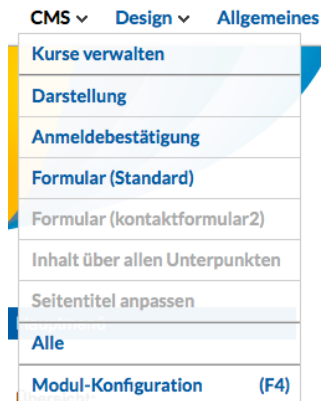 CMS Design Allgemeines
Kurse verwalten
Darstellung
Anmeldebestätigung
Formular (Standard)
Formular (kontaktformular2)
Inhalt über allen Unterpunkten
Seitentitel anpassen
Alle
Modul-Konfiguration (F4)